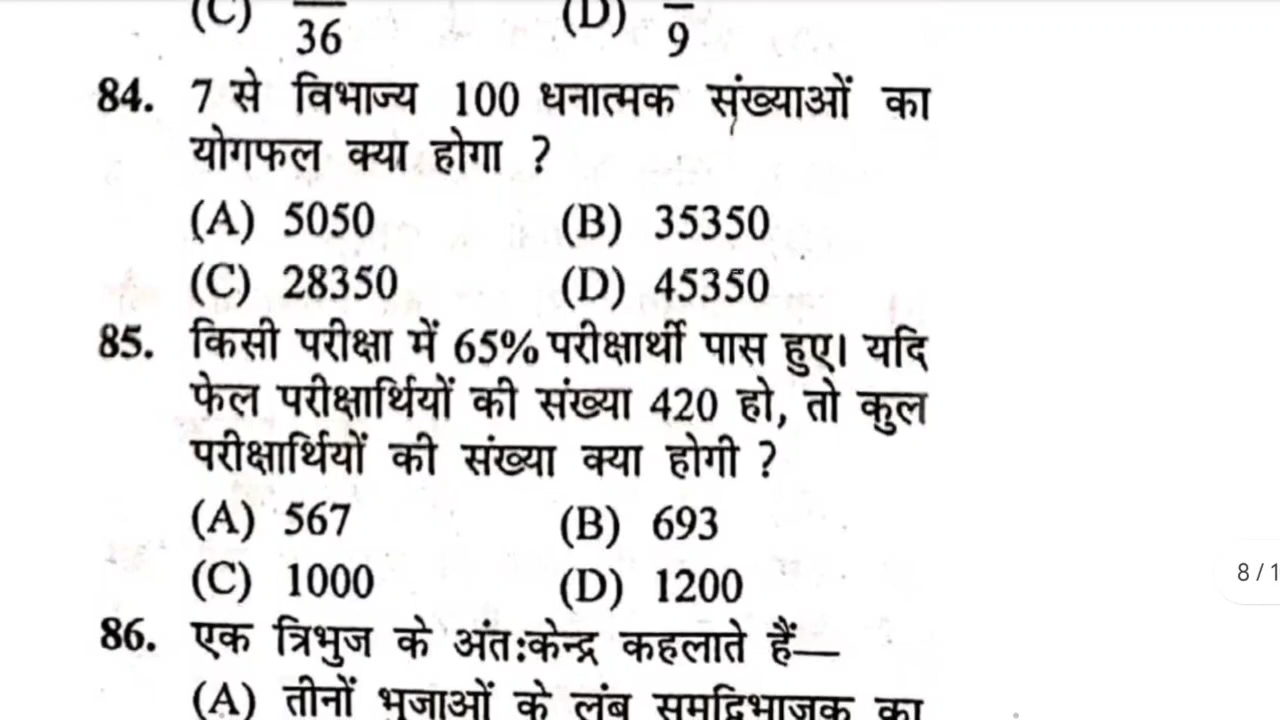 (C) 36 (D) 9
84. 7 से विभाज्य 100 धनात्मक संख्याओं का
योगफल क्या होगा ?
(A) 5050 (B) 35350
(C) 28350 (D) 45350
85. किसी परीक्षा में 65% परीक्षार्थी पास हुए। यदि
फेल परीक्षार्थियों की संख्या 420 हो, तो कुल
परीक्षार्थियों की संख्या क्या होगी ?
(A) 567 (B) 693
(C) 1000 (D) 1200
8 / 1
86. एक त्रिभुज के अंत:केन्द्र कहलाते हैं—
(A) तीनों भुजाओं के लंब समद्विभाजक का